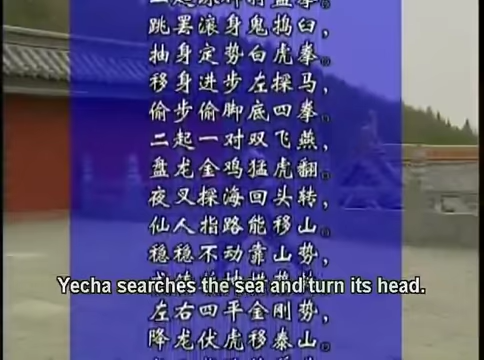 跳罢滚身鬼捣臼,
抽身定势白虎拳。
移身进步左探马,
偷步偷脚底四拳。
二起一对双飞燕,
盘龙金鸡猛虎翻。
夜叉探海回头转,
仙人指路能移山。
稳稳不动靠山势,
Yecha searches the sea and turn its head.
左右四平金刚势,
降龙伏虎移泰山。